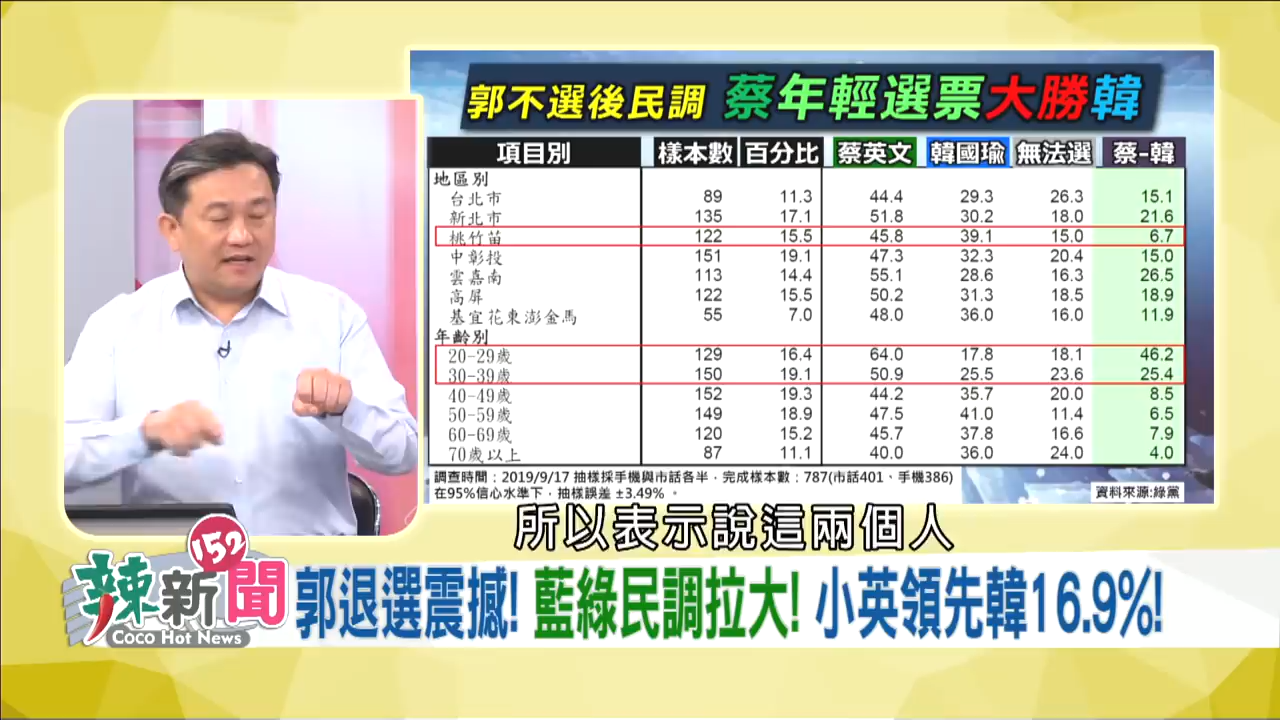 郭不選後民調 蔡年輕選票大勝韓
項目別 樣本數 百分比 蔡英文 韓國瑜 無法選 蔡-韓
地區別
台北市 89 11.3 44.4 29.3 26.3 15.1
新北市 135 17.1 51.8 30.2 18.0 21.6
桃竹苗 122 15.5 45.8 39.1 15.0 6.7
中彰投 151 19.1 47.3 32.3 20.4 15.0
雲嘉南 113 14.4 55.1 28.6 16.3 26.5
高屏 122 15.5 50.2 31.3 18.5 18.9
基宜花東澎金馬 55 7.0 48.0 36.0 16.0 11.9
年齡別
20-29歲 129 16.4 64.0 17.8 18.1 46.2
30-39歲 150 19.1 50.9 25.5 23.6 25.4
40-49歲 152 19.3 44.2 35.7 20.0 8.5
50-59歲 149 18.9 47.5 41.0 11.4 6.5
60-69歲 120 15.2 45.7 37.8 16.6 7.9
70歲以上 87 11.1 40.0 36.0 24.0 4.0
調查時間：2019/9/17 抽樣採手機與市話各半，完成樣本數：787(市話401、手機386)
在95%信心水準下，抽樣誤差 ±3.49% 。
資料來源:綠黨
所以表示說這兩個人
152
辣新聞
Coco Hot News
郭退選震撼! 藍綠民調拉大! 小英領先韓16.9%!